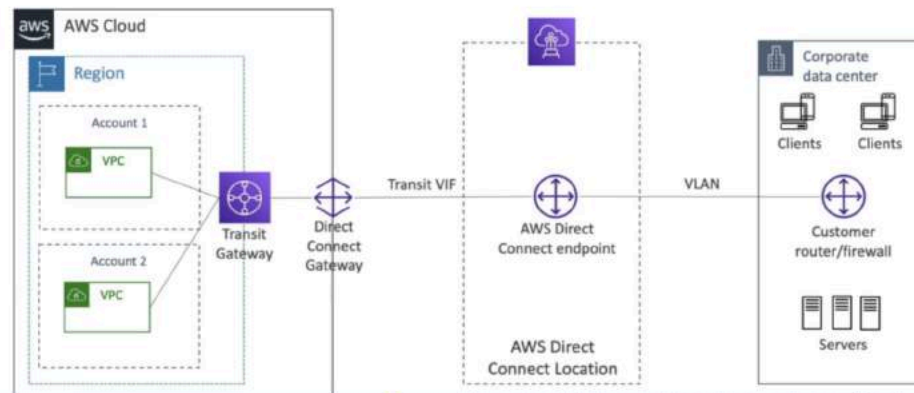 aws
AWS Cloud
Region
Account 1
VPC
Account 2
VPC
Transit
Gateway
Direct
Connect
Gateway
Transit VIF
AWS Direct
Connect endpoint
AWS Direct
Connect Location
VLAN
Corporate
data center
Clients
Clients
Customer
router/firewall
Servers